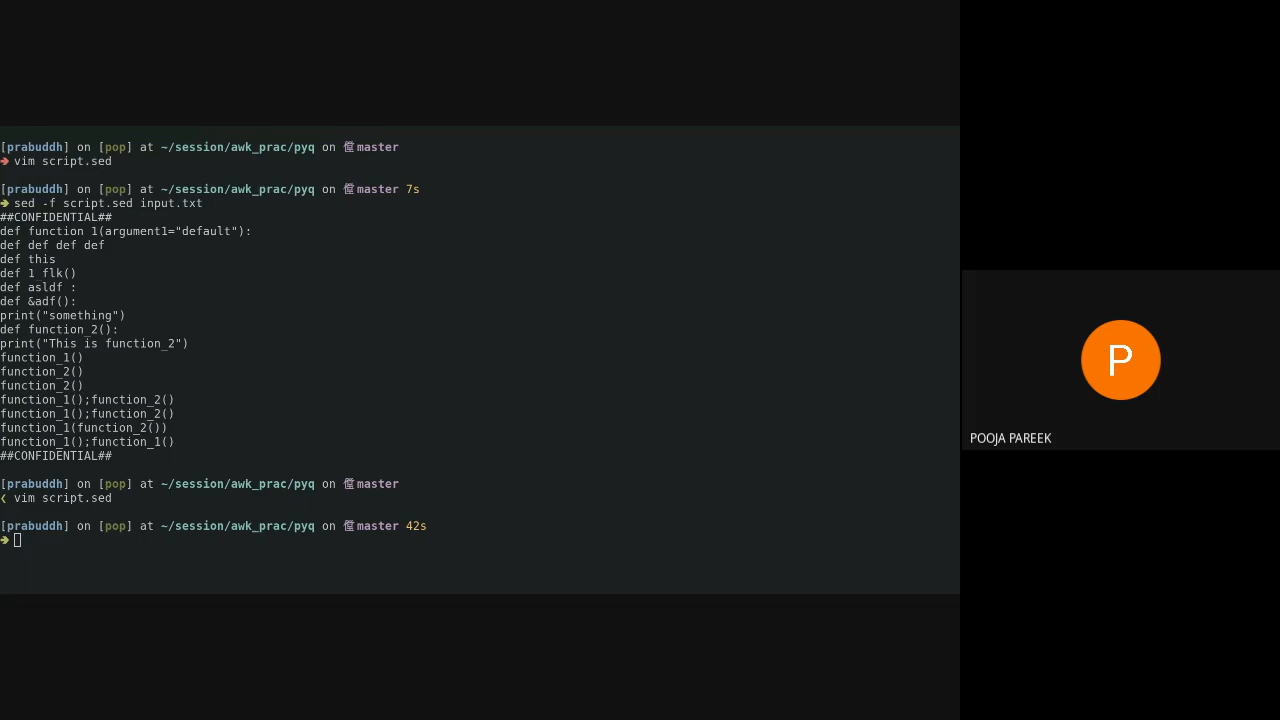 [prabuddh] on [pop] at ~/session/awk_prac/pyq on master
➜ vim script.sed
[prabuddh] on [pop] at ~/session/awk_prac/pyq on master 7s
➜ sed -f script.sed input.txt
##CONFIDENTIAL##
def function 1(argument1="default"):
def def def def
def this
def 1 flk()
def asldf :
def &adf():
print("something")
def function_2():
print("This is function_2")
function_1()
function_2()
function_2()
function_1();function_2()
function_1();function_2()
function_1(function_2())
function_1();function_1()
##CONFIDENTIAL##
[prabuddh] on [pop] at ~/session/awk_prac/pyq on master
❮ vim script.sed
[prabuddh] on [pop] at ~/session/awk_prac/pyq on master 42s
➜
P
POOJA PAREEK